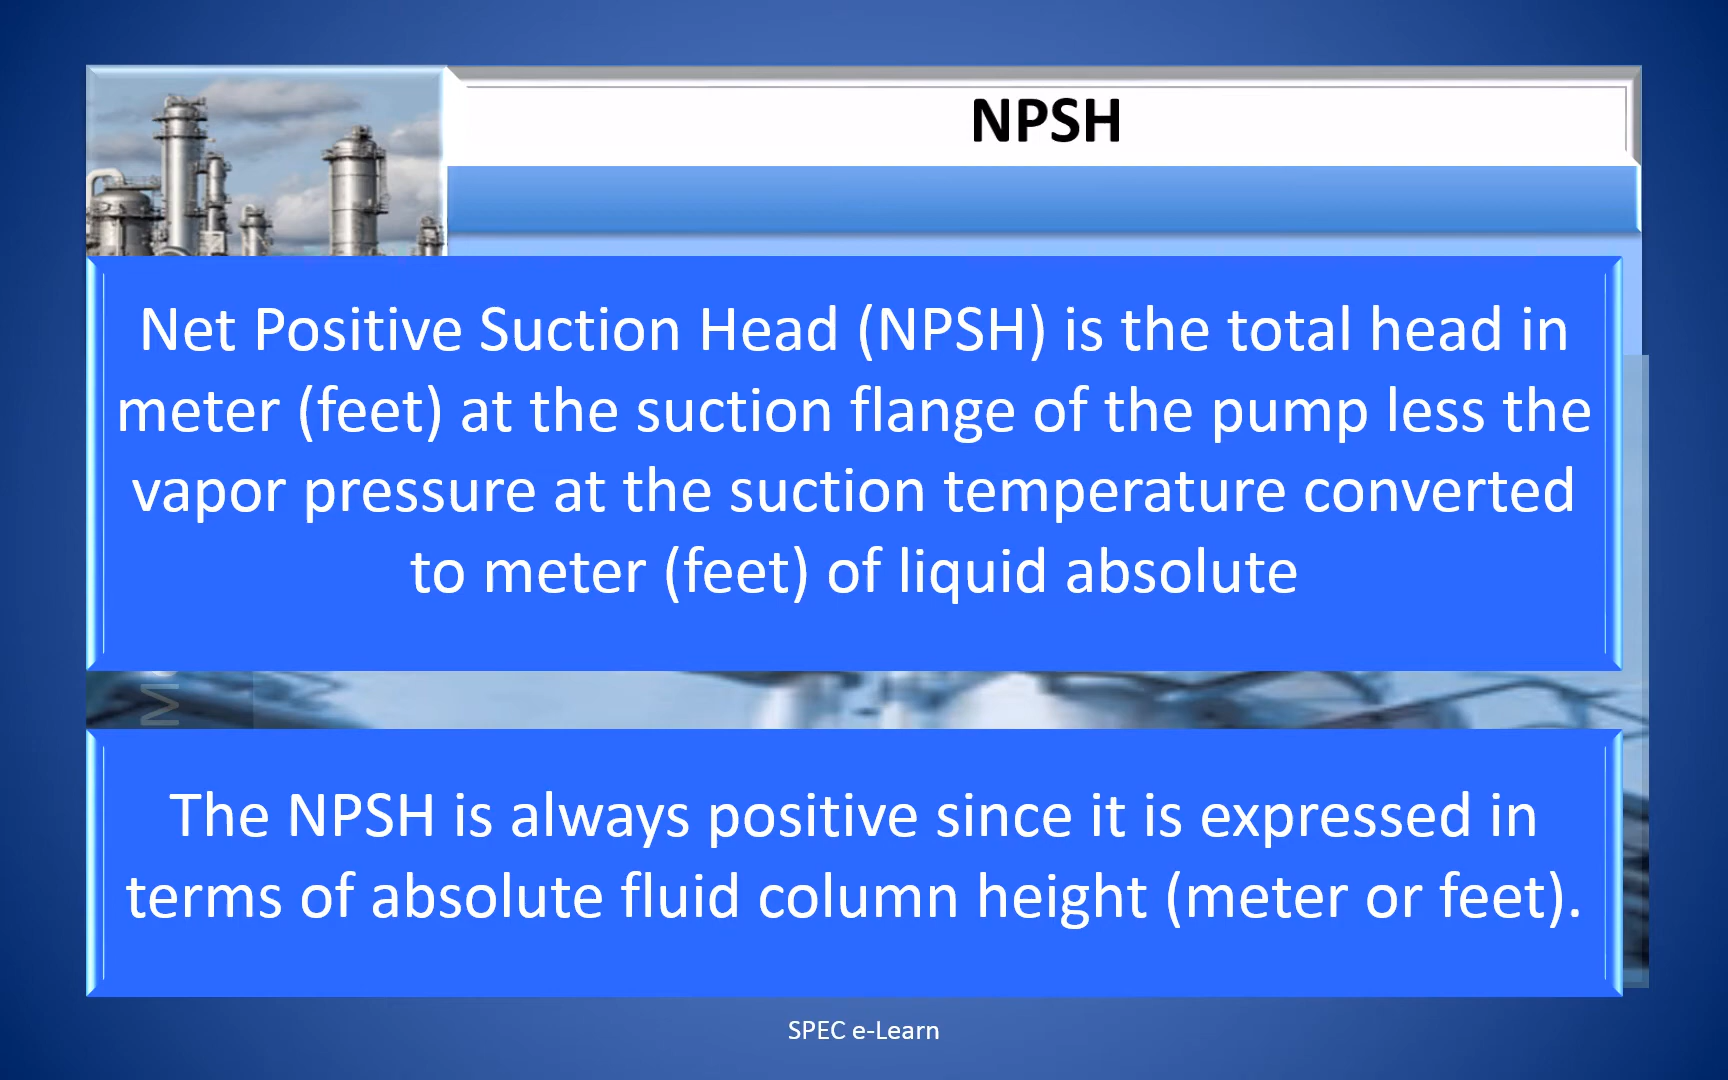 NPSH
Net Positive Suction Head (NPSH) is the total head in
meter (feet) at the suction flange of the pump less the
vapor pressure at the suction temperature converted
to meter (feet) of liquid absolute
The NPSH is always positive since it is expressed in
terms of absolute fluid column height (meter or feet).
SPEC e-Learn